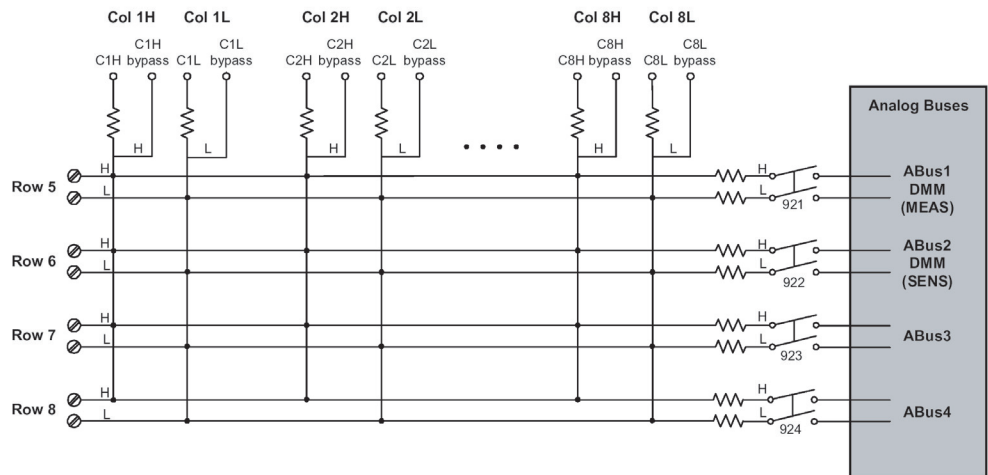 Col 1H Col 1L Col 2H Col 2L Col 8H Col 8L
C1H C1L C2H C2L C8H C8L
C1H bypass C1L bypass C2H bypass C2L bypass C8H bypass C8L bypass
H L H L H L
Analog Buses
Row 5
H
L
H
L
921
ABus1
DMM
(MEAS)
Row 6
H
L
H
L
922
ABus2
DMM
(SENS)
Row 7
H
L
H
L
923
ABus3
Row 8
H
L
H
L
924
ABus4